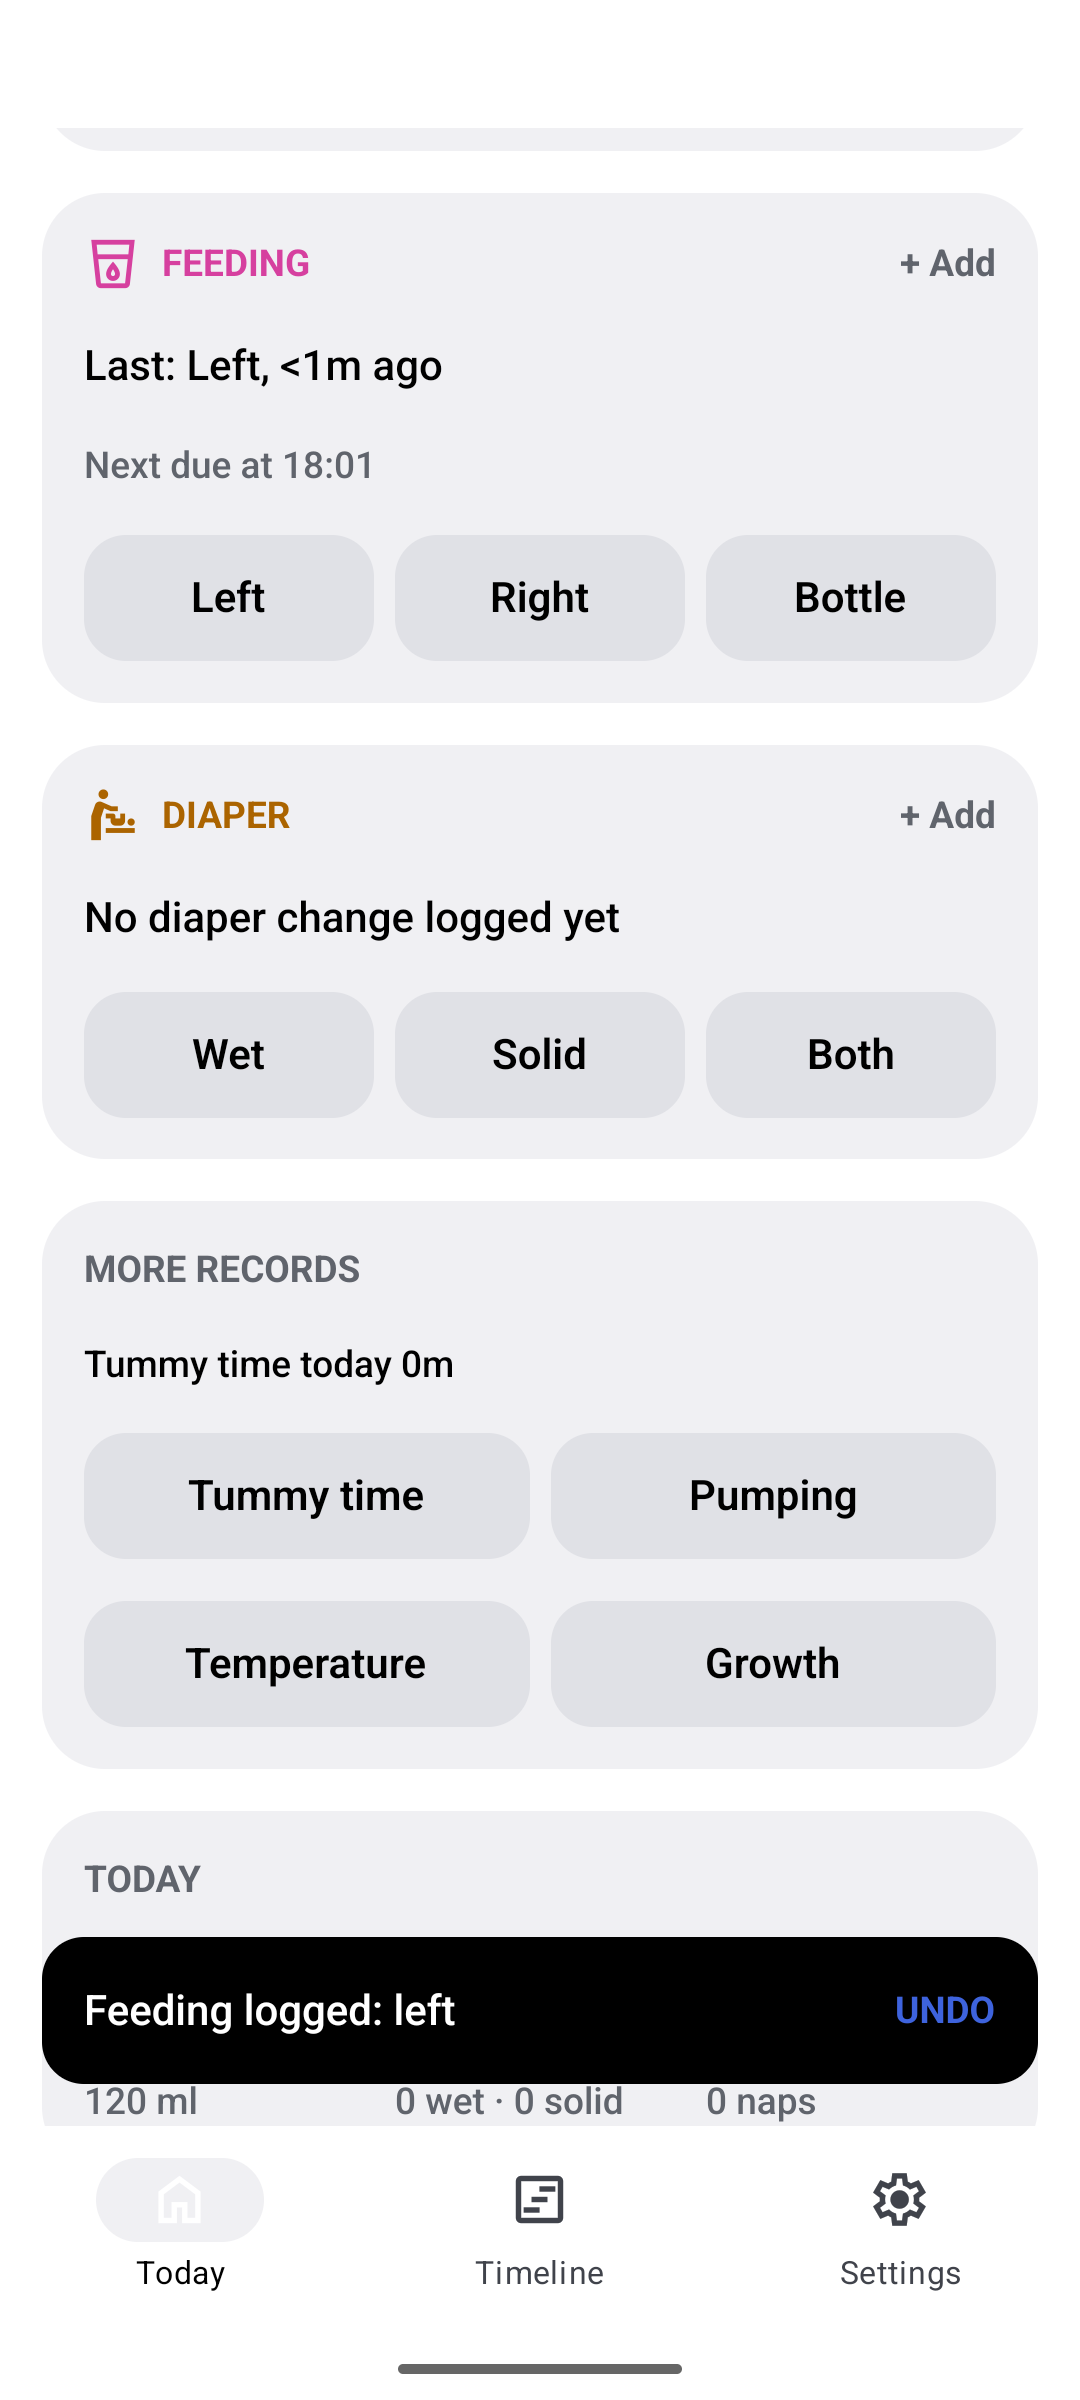 FEEDING
+ Add
Last: Left, <1m ago
Next due at 18:01
Left
Right
Bottle
DIAPER
+ Add
No diaper change logged yet
Wet
Solid
Both
MORE RECORDS
Tummy time today 0m
Tummy time
Pumping
Temperature
Growth
TODAY
Feeding logged: left
UNDO
120 ml
0 wet · 0 solid
0 naps
Today
Timeline
Settings